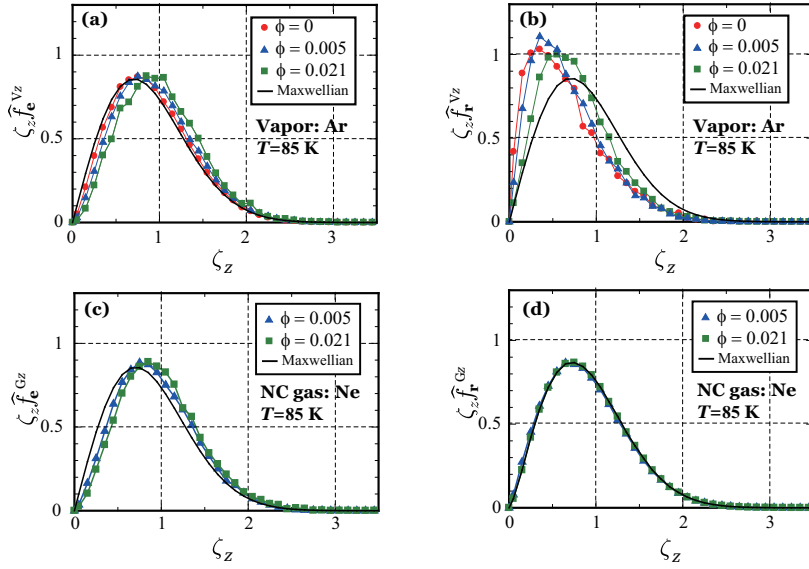 (a)
ϕ = 0
ϕ = 0.005
ϕ = 0.021
Maxwellian
Vapor: Ar
T=85 K
1
0.5
0
0 1 2 3
ζz f̂e Vz
ζz
(b)
ϕ = 0
ϕ = 0.005
ϕ = 0.021
Maxwellian
Vapor: Ar
T=85 K
1
0.5
0
0 1 2 3
ζz f̂r Vz
ζz
(c)
ϕ = 0.005
ϕ = 0.021
Maxwellian
NC gas: Ne
T=85 K
1
0.5
0
0 1 2 3
ζz f̂e Gz
ζz
(d)
ϕ = 0.005
ϕ = 0.021
Maxwellian
NC gas: Ne
T=85 K
1
0.5
0
0 1 2 3
ζz f̂r Gz
ζz